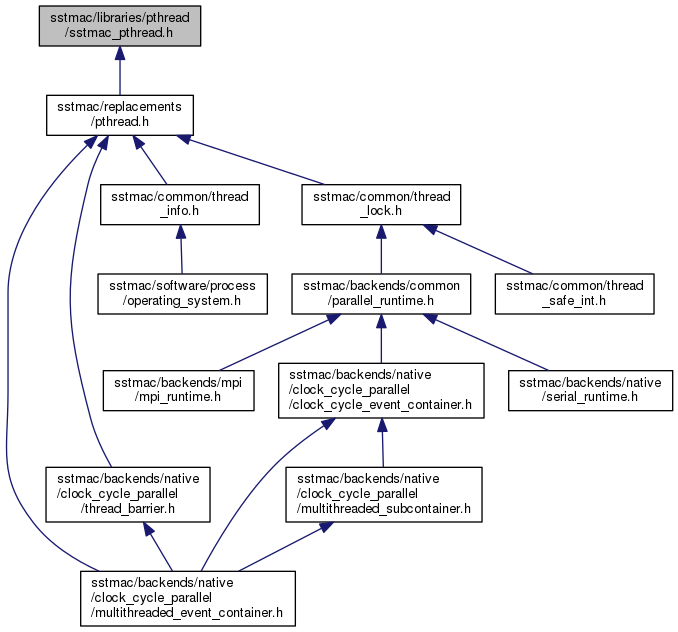 sstmac/libraries/pthread
/sstmac_pthread.h
sstmac/replacements
/pthread.h
sstmac/common/thread
_info.h
sstmac/common/thread
_lock.h
sstmac/software/process
/operating_system.h
sstmac/backends/common
/parallel_runtime.h
sstmac/common/thread
_safe_int.h
sstmac/backends/mpi
/mpi_runtime.h
sstmac/backends/native
/clock_cycle_parallel
/clock_cycle_event_container.h
sstmac/backends/native
/serial_runtime.h
sstmac/backends/native
/clock_cycle_parallel
/thread_barrier.h
sstmac/backends/native
/clock_cycle_parallel
/multithreaded_subcontainer.h
sstmac/backends/native
/clock_cycle_parallel
/multithreaded_event_container.h